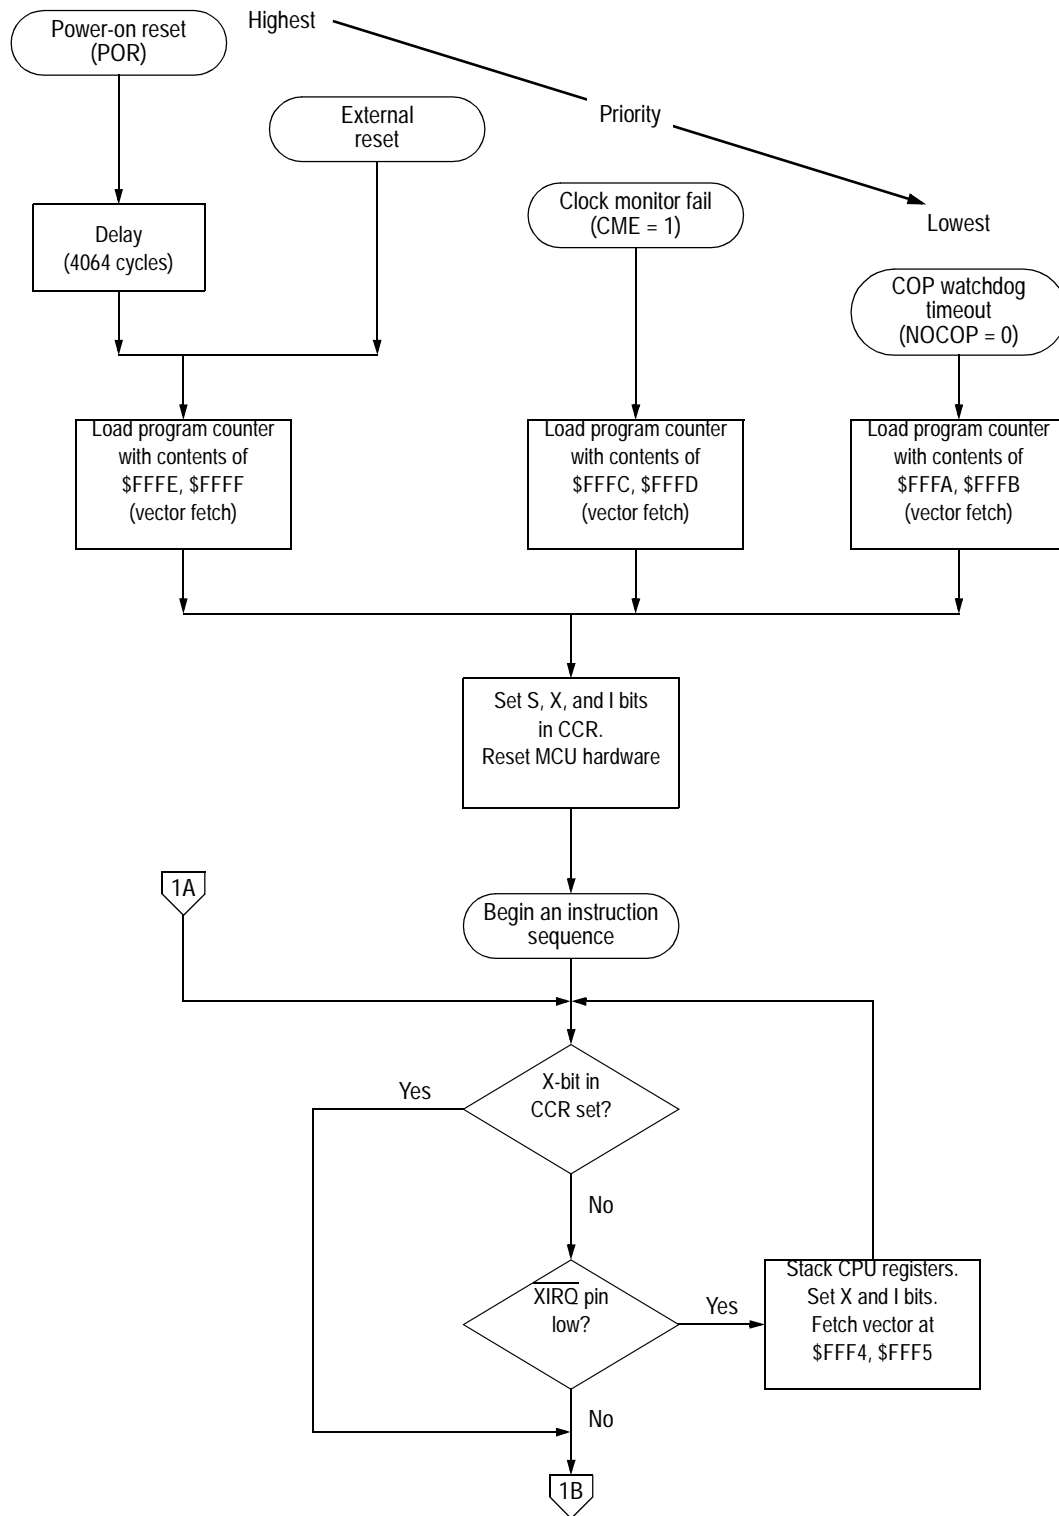 Power-on reset
(POR)
Highest
External
reset
Priority
Clock monitor fail
(CME = 1)
Lowest
Delay
(4064 cycles)
COP watchdog
timeout
(NOCOP = 0)
Load program counter
with contents of
$FFFE, $FFFF
(vector fetch)
Load program counter
with contents of
$FFFC, $FFFD
(vector fetch)
Load program counter
with contents of
$FFFA, $FFFB
(vector fetch)
Set S, X, and I bits
in CCR.
Reset MCU hardware
1A
Begin an instruction
sequence
X-bit in
CCR set?
Yes
No
XIRQ pin
low?
Yes
Stack CPU registers.
Set X and I bits.
Fetch vector at
$FFF4, $FFF5
No
1B